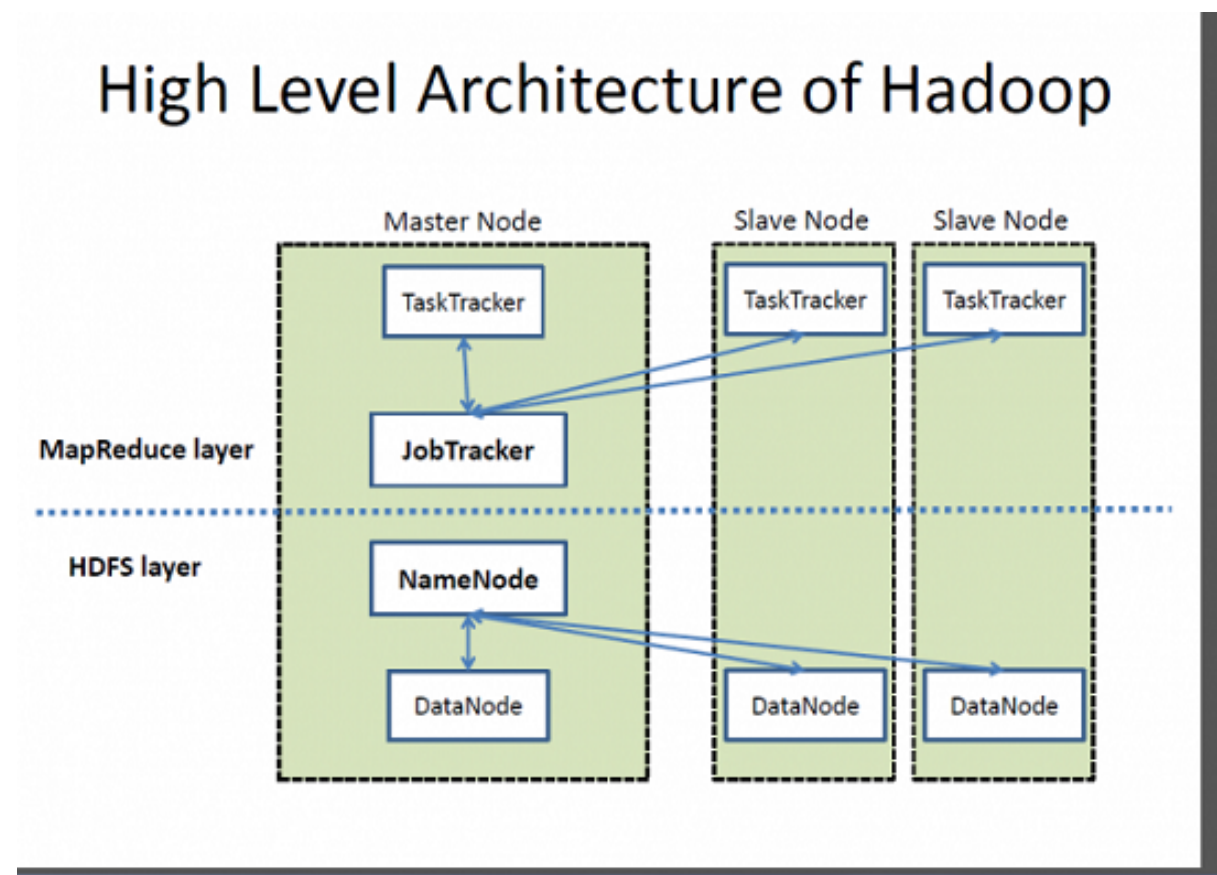 High Level Architecture of Hadoop
Master Node
Slave Node
Slave Node
TaskTracker
TaskTracker
TaskTracker
MapReduce layer
JobTracker
HDFS layer
NameNode
DataNode
DataNode
DataNode